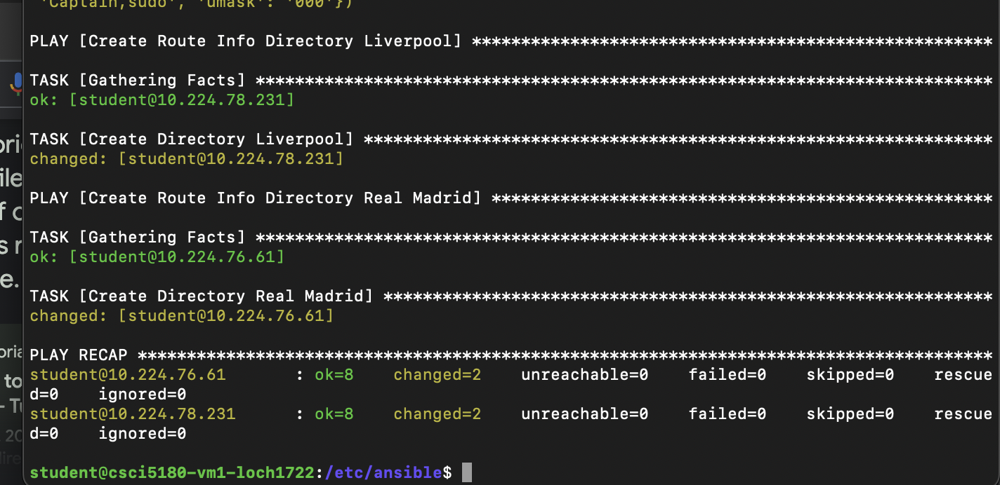 'Captain,sudo', 'umask': '000'})
PLAY [Create Route Info Directory Liverpool] *****************************************************
TASK [Gathering Facts] ***************************************************************************
ok: [student@10.224.78.231]
TASK [Create Directory Liverpool] ****************************************************************
changed: [student@10.224.78.231]
PLAY [Create Route Info Directory Real Madrid] ***************************************************
TASK [Gathering Facts] ***************************************************************************
ok: [student@10.224.76.61]
TASK [Create Directory Real Madrid] **************************************************************
changed: [student@10.224.76.61]
PLAY RECAP ***************************************************************************************
student@10.224.76.61       : ok=8    changed=2    unreachable=0    failed=0    skipped=0    rescue
d=0    ignored=0
student@10.224.78.231      : ok=8    changed=2    unreachable=0    failed=0    skipped=0    rescue
d=0    ignored=0
student@csci5180-vm1-loch1722:/etc/ansible$